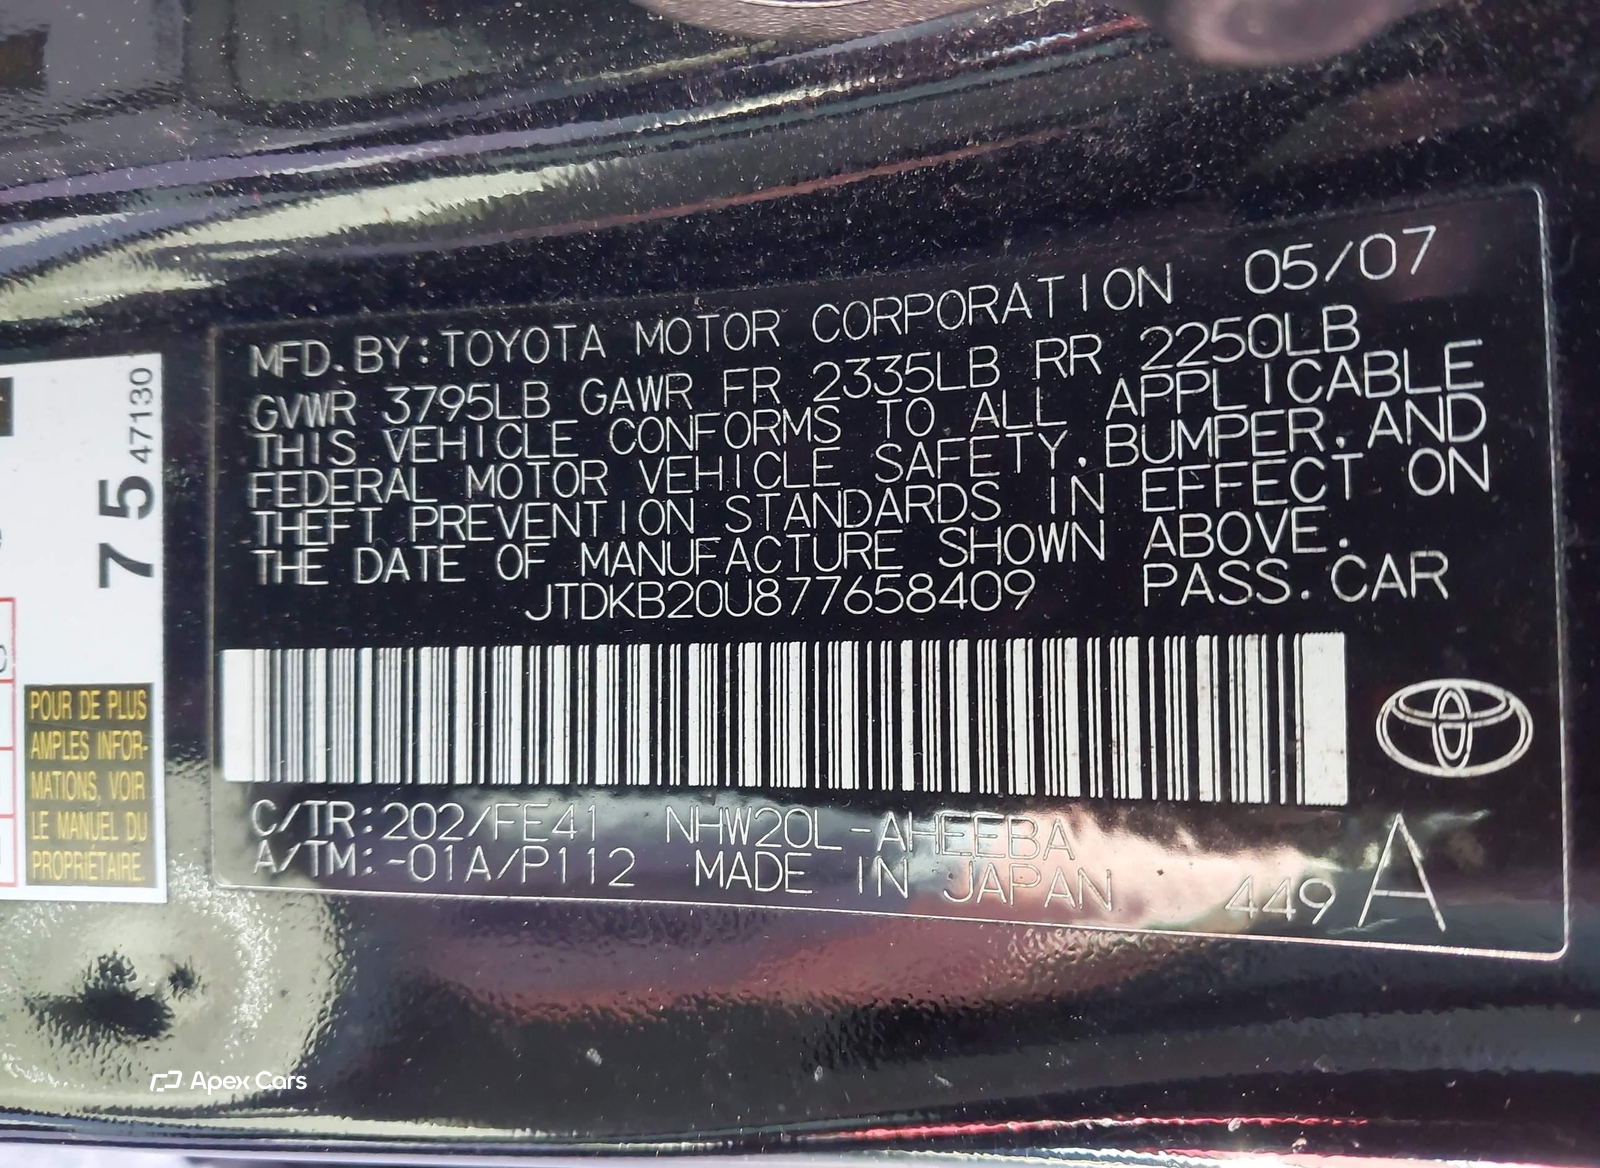 MFD. BY: TOYOTA MOTOR CORPORATION 05/07
GVWR 3795LB GAWR FR 2335LB RR 2250LB
THIS VEHICLE CONFORMS TO ALL APPLICABLE
FEDERAL MOTOR VEHICLE SAFETY, BUMPER, AND
THEFT PREVENTION STANDARDS IN EFFECT ON
THE DATE OF MANUFACTURE SHOWN ABOVE.
JTDKB20U877658409 PASS. CAR
C/TR:202/FE41 NHW20L-AHEEBA
A/TM:-01A/P112 MADE IN JAPAN
449 A
75 47130
POUR DE PLUS
AMPLES INFOR-
MATIONS, VOIR
LE MANUEL DU
PROPRIÉTAIRE.
Apex Cars